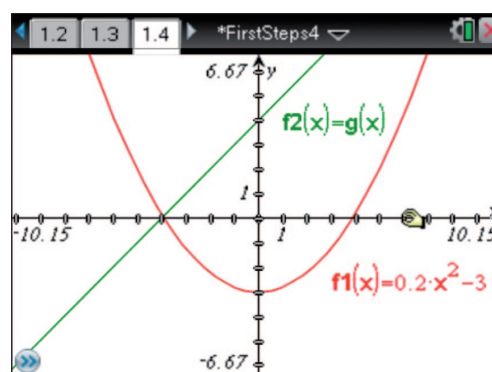 1.2 1.3 1.4 *FirstSteps4
6.67 y
f2(x)=g(x)
1
-10.15 1 10.15
f1(x)=0.2·x²-3
-6.67